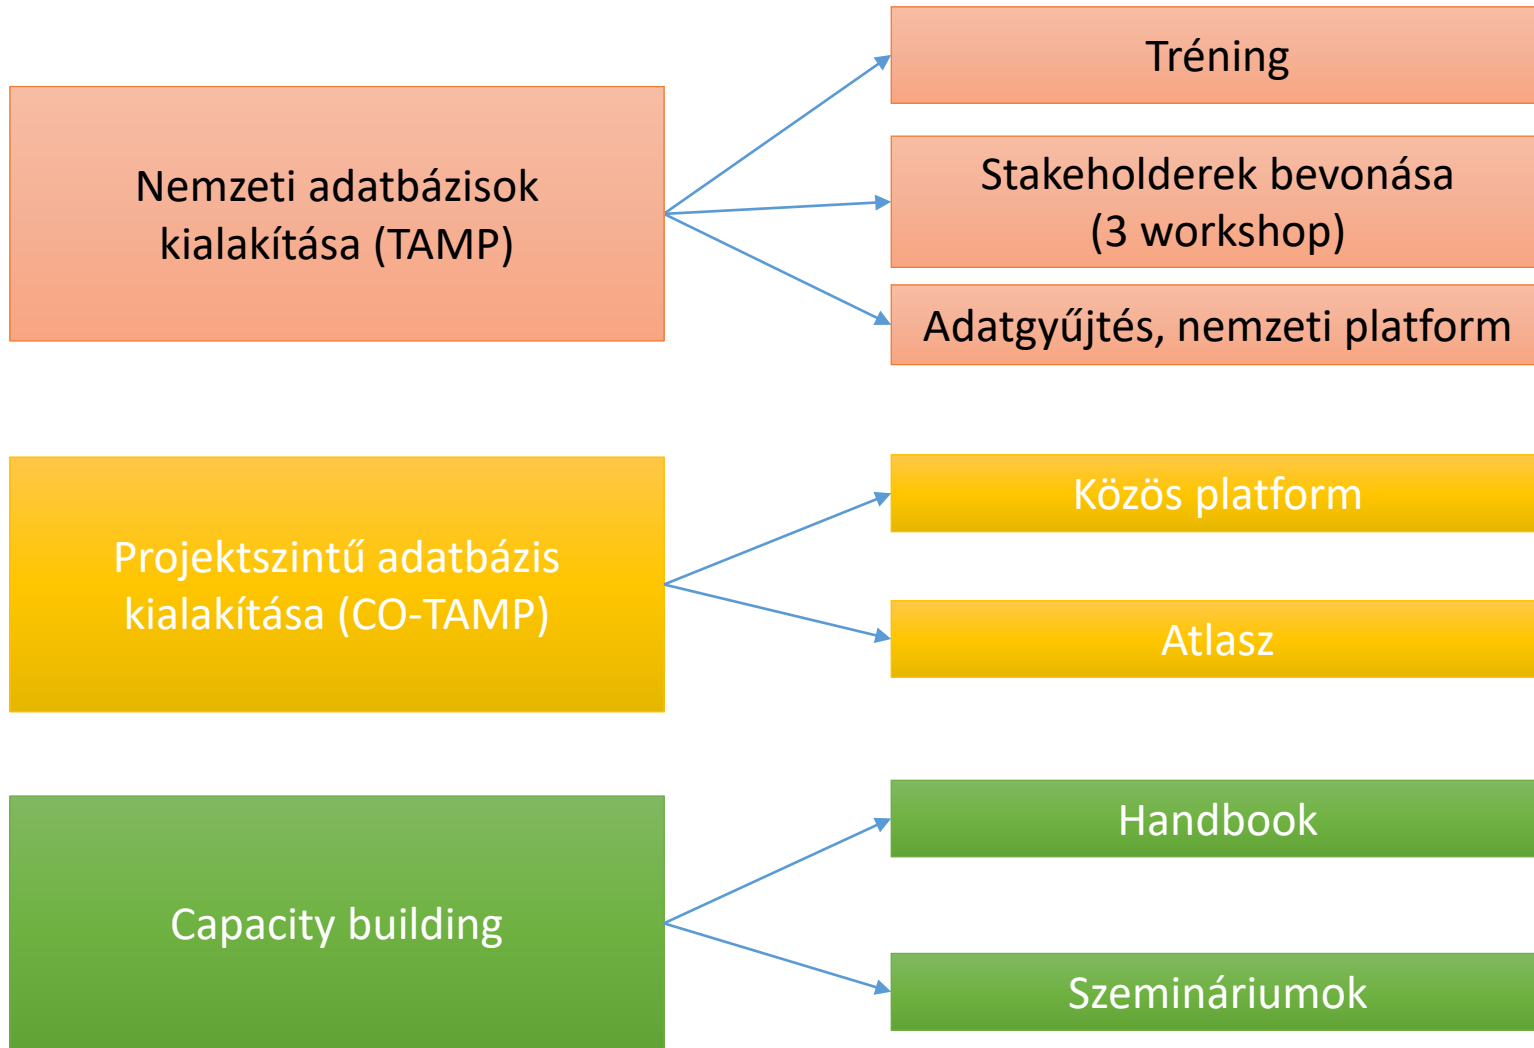 Nemzeti adatbázisok
kialakítása (TAMP)
Tréning
Stakeholderek bevonása
(3 workshop)
Adatgyűjtés, nemzeti platform
Projektszintű adatbázis
kialakítása (CO-TAMP)
Közös platform
Atlasz
Capacity building
Handbook
Szemináriumok